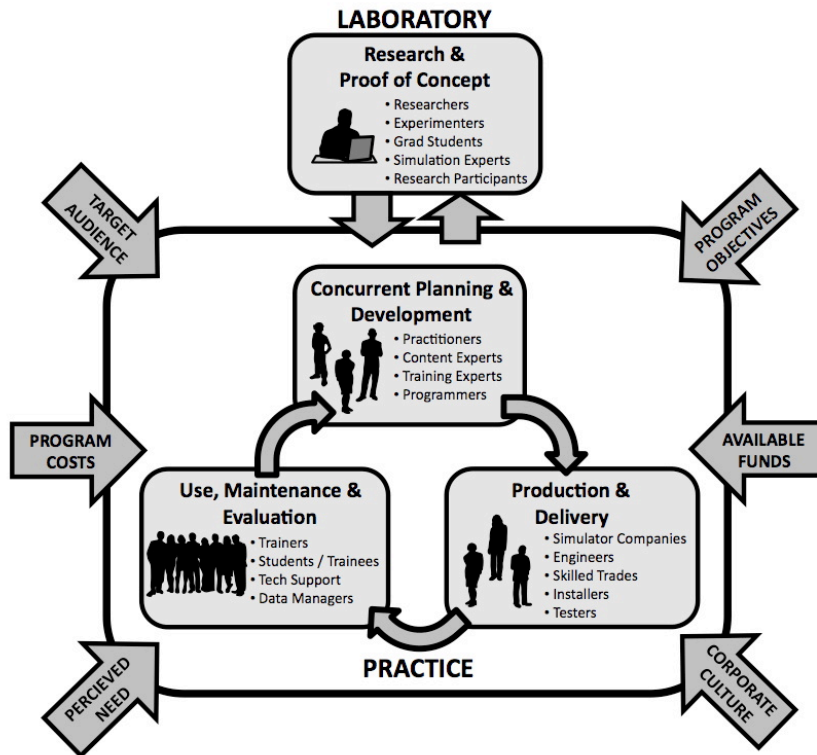 LABORATORY
Research &
Proof of Concept
• Researchers
• Experimenters
• Grad Students
• Simulation Experts
• Research Participants
TARGET
AUDIENCE
PROGRAM
OBJECTIVES
Concurrent Planning &
Development
• Practitioners
• Content Experts
• Training Experts
• Programmers
PROGRAM
COSTS
AVAILABLE
FUNDS
Use, Maintenance &
Evaluation
• Trainers
• Students / Trainees
• Tech Support
• Data Managers
Production &
Delivery
• Simulator Companies
• Engineers
• Skilled Trades
• Installers
• Testers
PRACTICE
PERCIEVED
NEED
CORPORATE
CULTURE